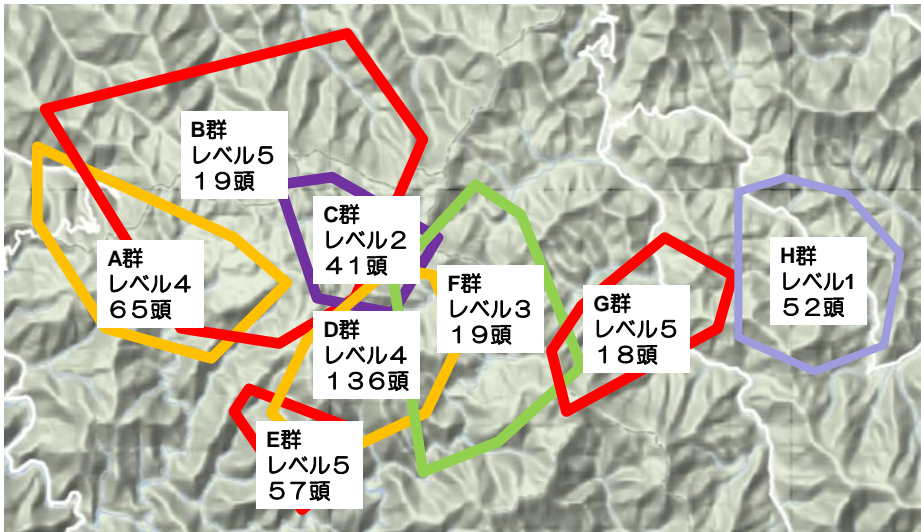 B群
レベル5
19頭
C群
レベル2
41頭
A群
レベル4
65頭
H群
レベル1
52頭
F群
レベル3
19頭
G群
レベル5
18頭
D群
レベル4
136頭
E群
レベル5
57頭